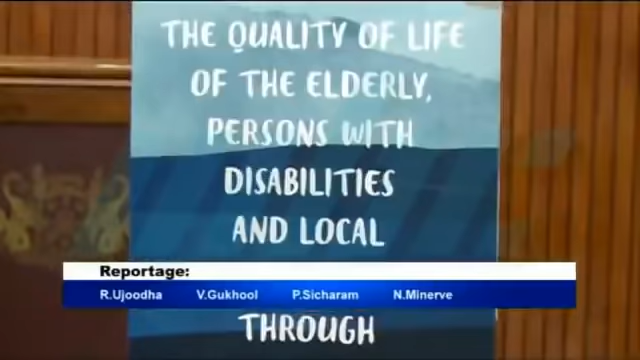 THE QUALITY OF LIFE
OF THE ELDERLY,
PERSONS WITH
DISABILITIES
AND LOCAL
Reportage:
R.Ujoodha V.Gukhool P.Sicharam N.Minerve
THROUGH